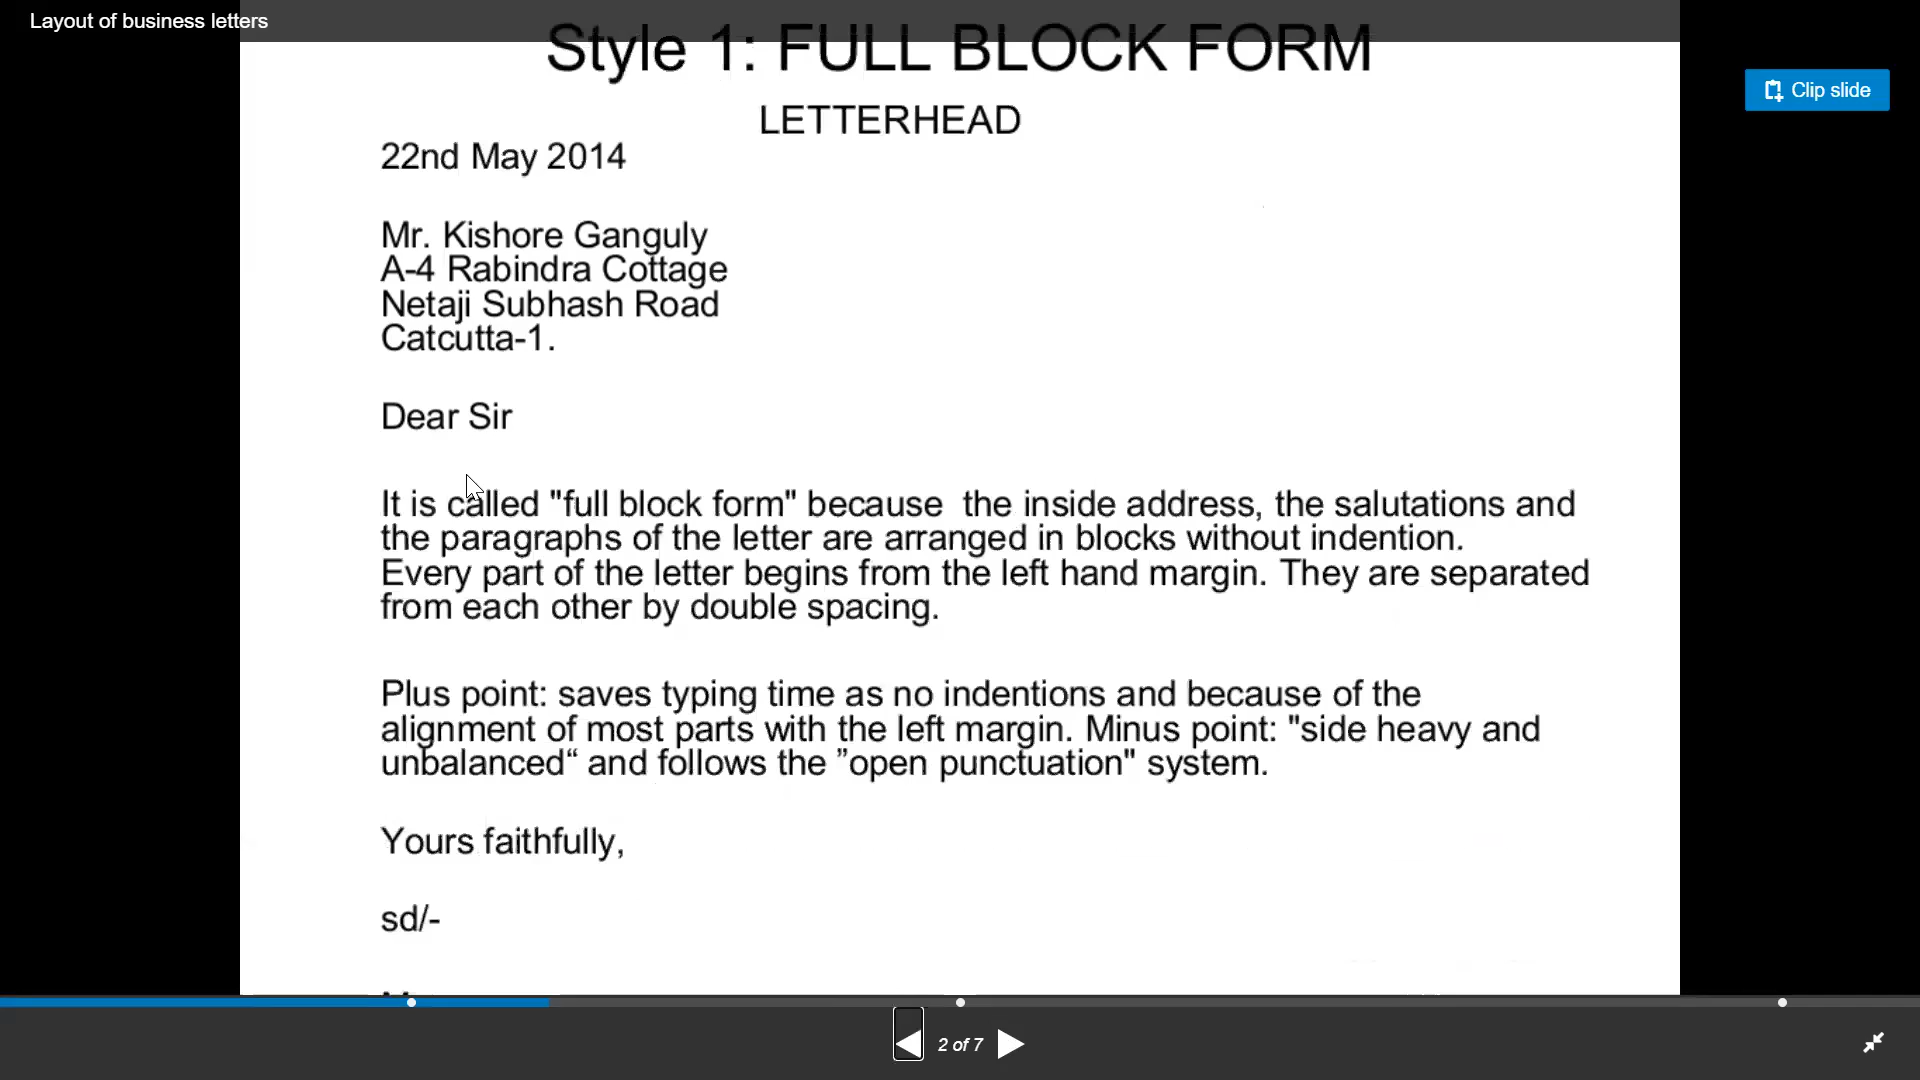 Layout of business letters
Style 1: FULL BLOCK FORM
Clip slide
LETTERHEAD
22nd May 2014
Mr. Kishore Ganguly
A-4 Rabindra Cottage
Netaji Subhash Road
Catcutta-1.
Dear Sir
It is called "full block form" because the inside address, the salutations and
the paragraphs of the letter are arranged in blocks without indention.
Every part of the letter begins from the left hand margin. They are separated
from each other by double spacing.
Plus point: saves typing time as no indentions and because of the
alignment of most parts with the left margin. Minus point: "side heavy and
unbalanced“ and follows the ”open punctuation" system.
Yours faithfully,
sd/-
2 of 7